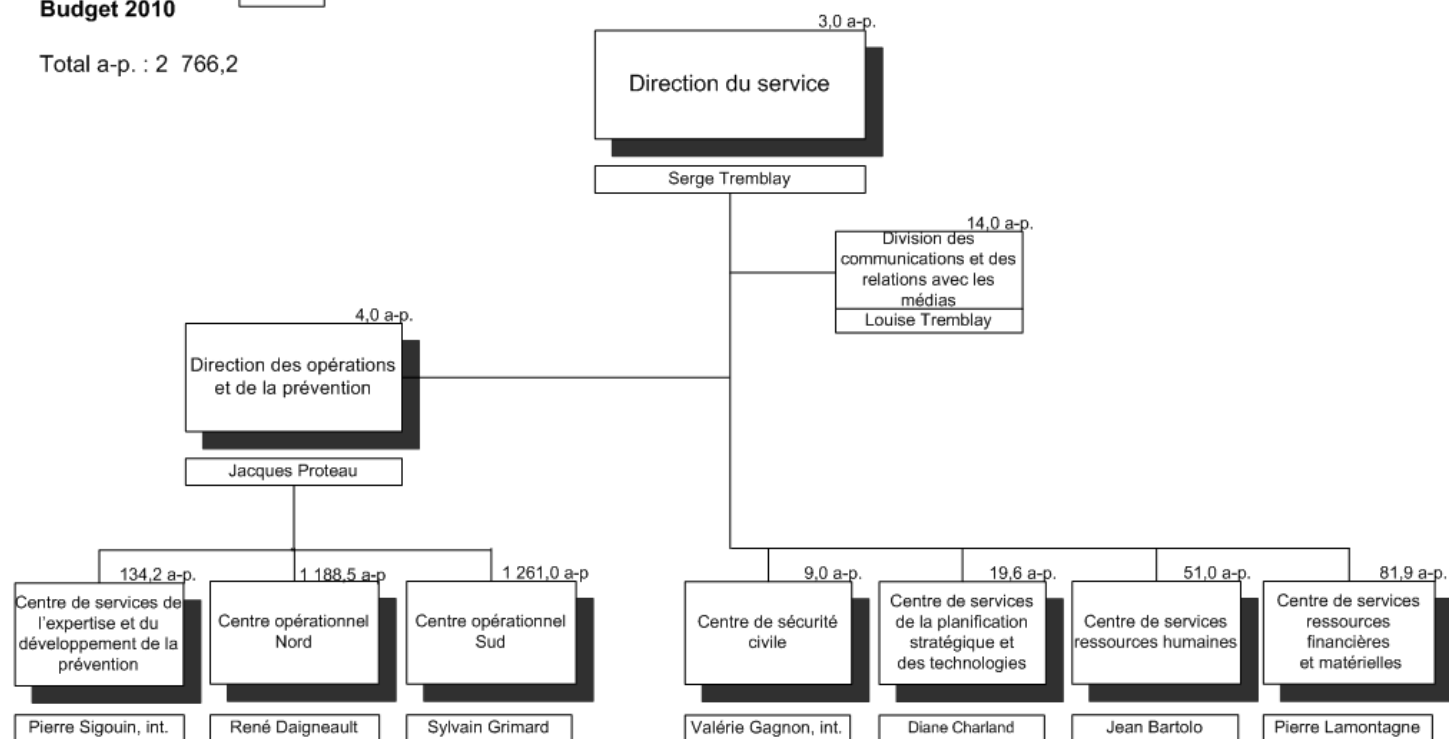 Budget 2010
Total a-p. : 2 766,2
3,0 a-p.
Direction du service
Serge Tremblay
14,0 a-p.
Division des
communications et des
relations avec les
médias
Louise Tremblay
4,0 a-p.
Direction des opérations
et de la prévention
Jacques Proteau
134,2 a-p.
Centre de services de
l'expertise et du
développement de la
prévention
Pierre Sigouin, int.
1 188,5 a-p
Centre opérationnel
Nord
René Daigneault
1 261,0 a-p
Centre opérationnel
Sud
Sylvain Grimard
9,0 a-p.
Centre de sécurité
civile
Valérie Gagnon, int.
19,6 a-p.
Centre de services
de la planification
stratégique et
des technologies
Diane Charland
51,0 a-p.
Centre de services
ressources humaines
Jean Bartolo
81,9 a-p.
Centre de services
ressources
financières
et matérielles
Pierre Lamontagne